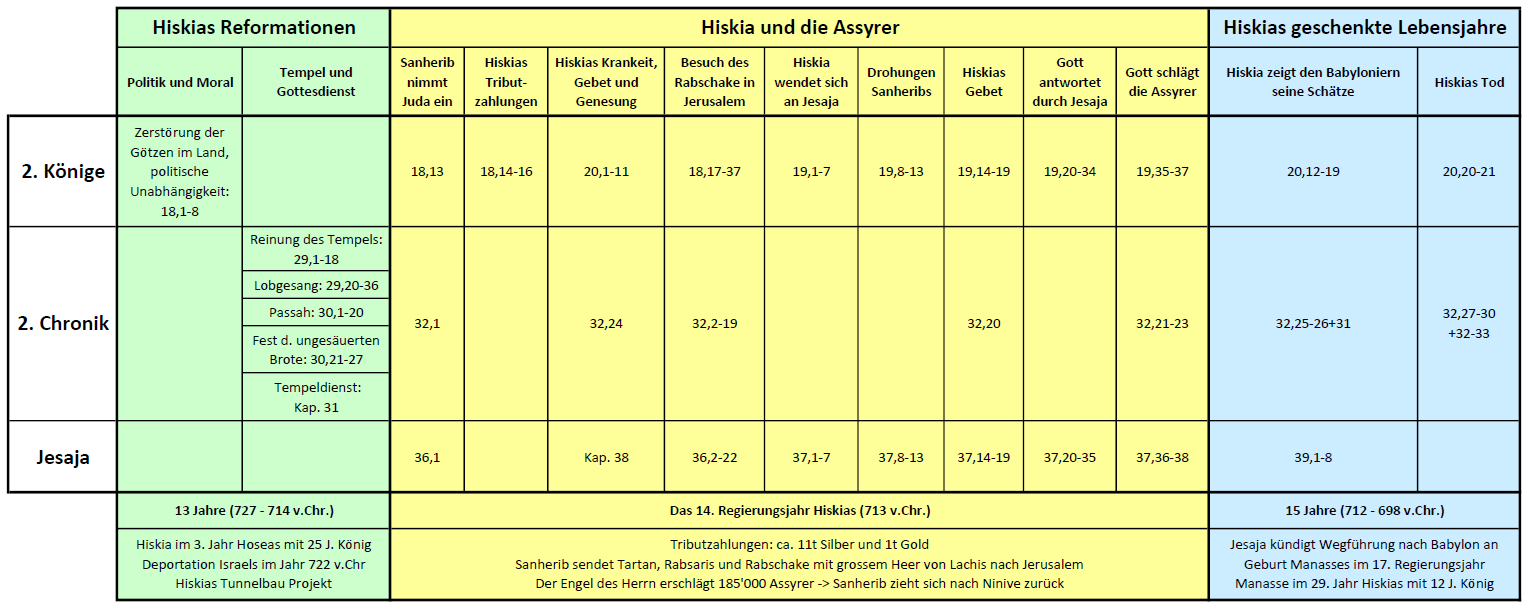 Hiskias Reformationen
Hiskia und die Assyrer
Hiskias geschenkte Lebensjahre
Politik und Moral
Tempel und
Gottesdienst
Sanherib
nimmt
Juda ein
Hiskias
Tribut-
zahlungen
Hiskias Krankeit,
Gebet und
Genesung
Besuch des
Rabschake in
Jerusalem
Hiskia
wendet sich
an Jesaja
Drohungen
Sanheribs
Hiskias
Gebet
Gott
antwortet
durch Jesaja
Gott schlägt
die Assyrer
Hiskia zeigt den Babyloniern
seine Schätze
Hiskias Tod
2. Könige
Zerstörung der
Götzen im Land,
politische
Unabhängigkeit:
18,1-8
18,13
18,14-16
20,1-11
18,17-37
19,1-7
19,8-13
19,14-19
19,20-34
19,35-37
20,12-19
20,20-21
2. Chronik
Reinung des Tempels:
29,1-18
Lobgesang: 29,20-36
Passah: 30,1-20
Fest d. ungesäuerten
Brote: 30,21-27
Tempeldienst:
Kap. 31
32,1
32,24
32,2-19
32,20
32,21-23
32,25-26+31
32,27-30
+32-33
Jesaja
36,1
Kap. 38
36,2-22
37,1-7
37,8-13
37,14-19
37,20-35
37,36-38
39,1-8
13 Jahre (727 - 714 v.Chr.)
Das 14. Regierungsjahr Hiskias (713 v.Chr.)
15 Jahre (712 - 698 v.Chr.)
Hiskia im 3. Jahr Hoseas mit 25 J. König
Deportation Israels im Jahr 722 v.Chr
Hiskias Tunnelbau Projekt
Tributzahlungen: ca. 11t Silber und 1t Gold
Sanherib sendet Tartan, Rabsaris und Rabschake mit grossem Heer von Lachis nach Jerusalem
Der Engel des Herrn erschlägt 185'000 Assyrer -> Sanherib zieht sich nach Ninive zurück
Jesaja kündigt Wegführung nach Babylon an
Geburt Manasses im 17. Regierungsjahr
Manasse im 29. Jahr Hiskias mit 12 J. König